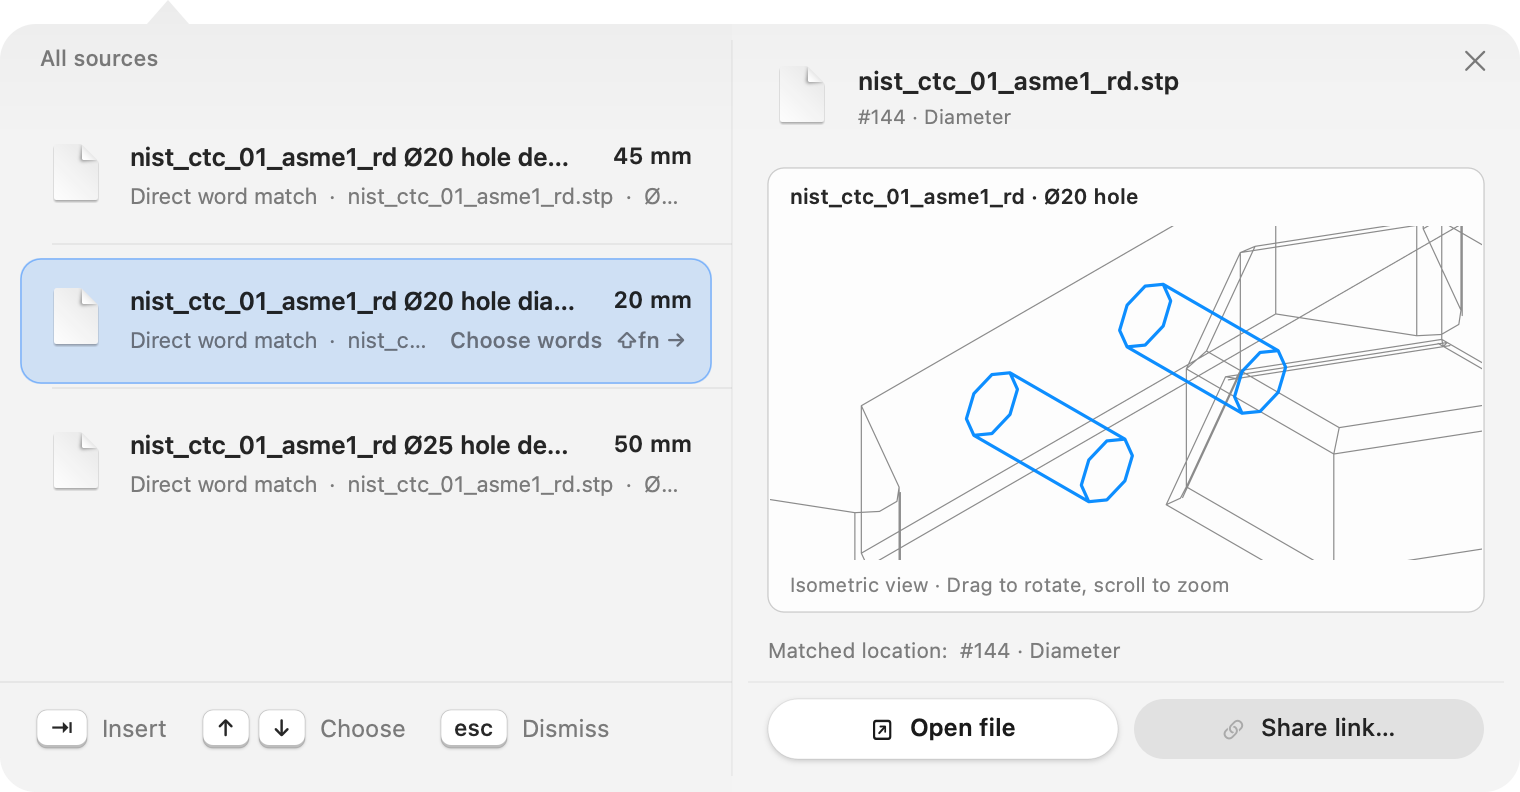 All sources
nist_ctc_01_asme1_rd Ø20 hole de... 45 mm
Direct word match · nist_ctc_01_asme1_rd.stp · Ø...
nist_ctc_01_asme1_rd Ø20 hole dia... 20 mm
Direct word match · nist_c... Choose words ⇧fn →
nist_ctc_01_asme1_rd Ø25 hole de... 50 mm
Direct word match · nist_ctc_01_asme1_rd.stp · Ø...
⇥ Insert ↑ ↓ Choose esc Dismiss
nist_ctc_01_asme1_rd.stp
#144 · Diameter
nist_ctc_01_asme1_rd · Ø20 hole
Isometric view · Drag to rotate, scroll to zoom
Matched location: #144 · Diameter
Open file Share link...